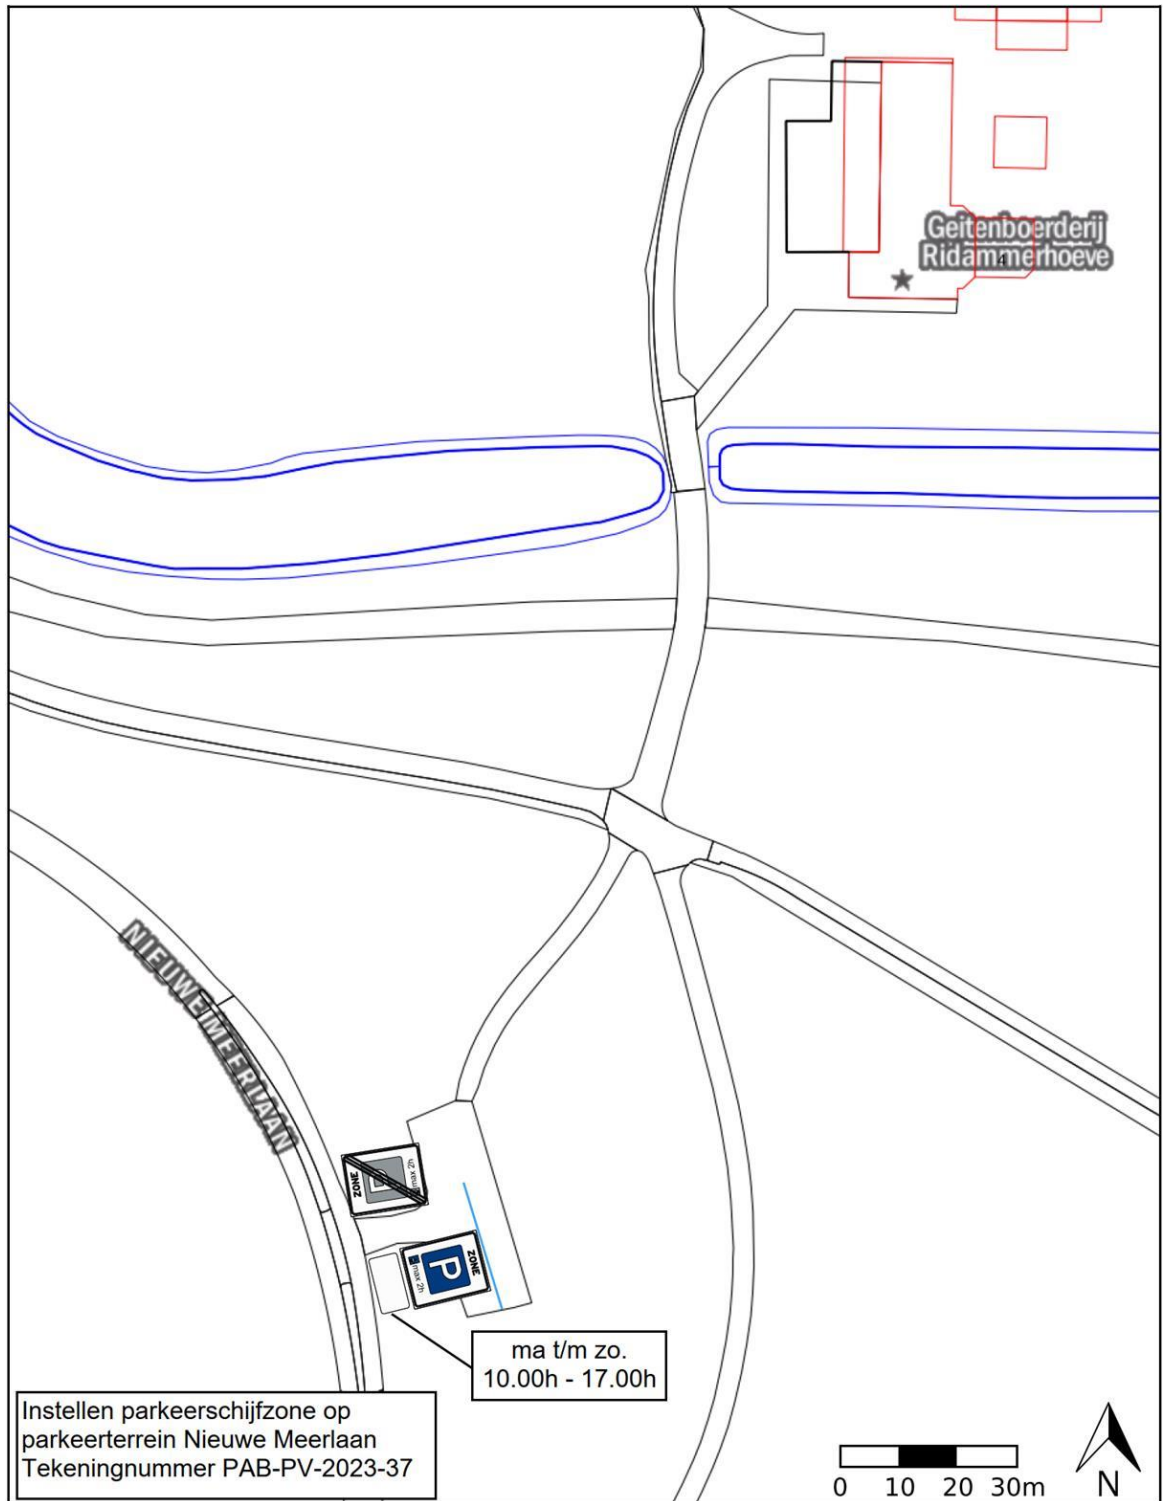 Geitenboerderij
Ridammerhoeve
4
NIEUWE MEERLAAN
ZONE
P
max 2h
ZONE
P
max 2h
ma t/m zo.
10.00h - 17.00h
Instellen parkeerschijfzone op
parkeerterrein Nieuwe Meerlaan
Tekeningnummer PAB-PV-2023-37
0 10 20 30m
N